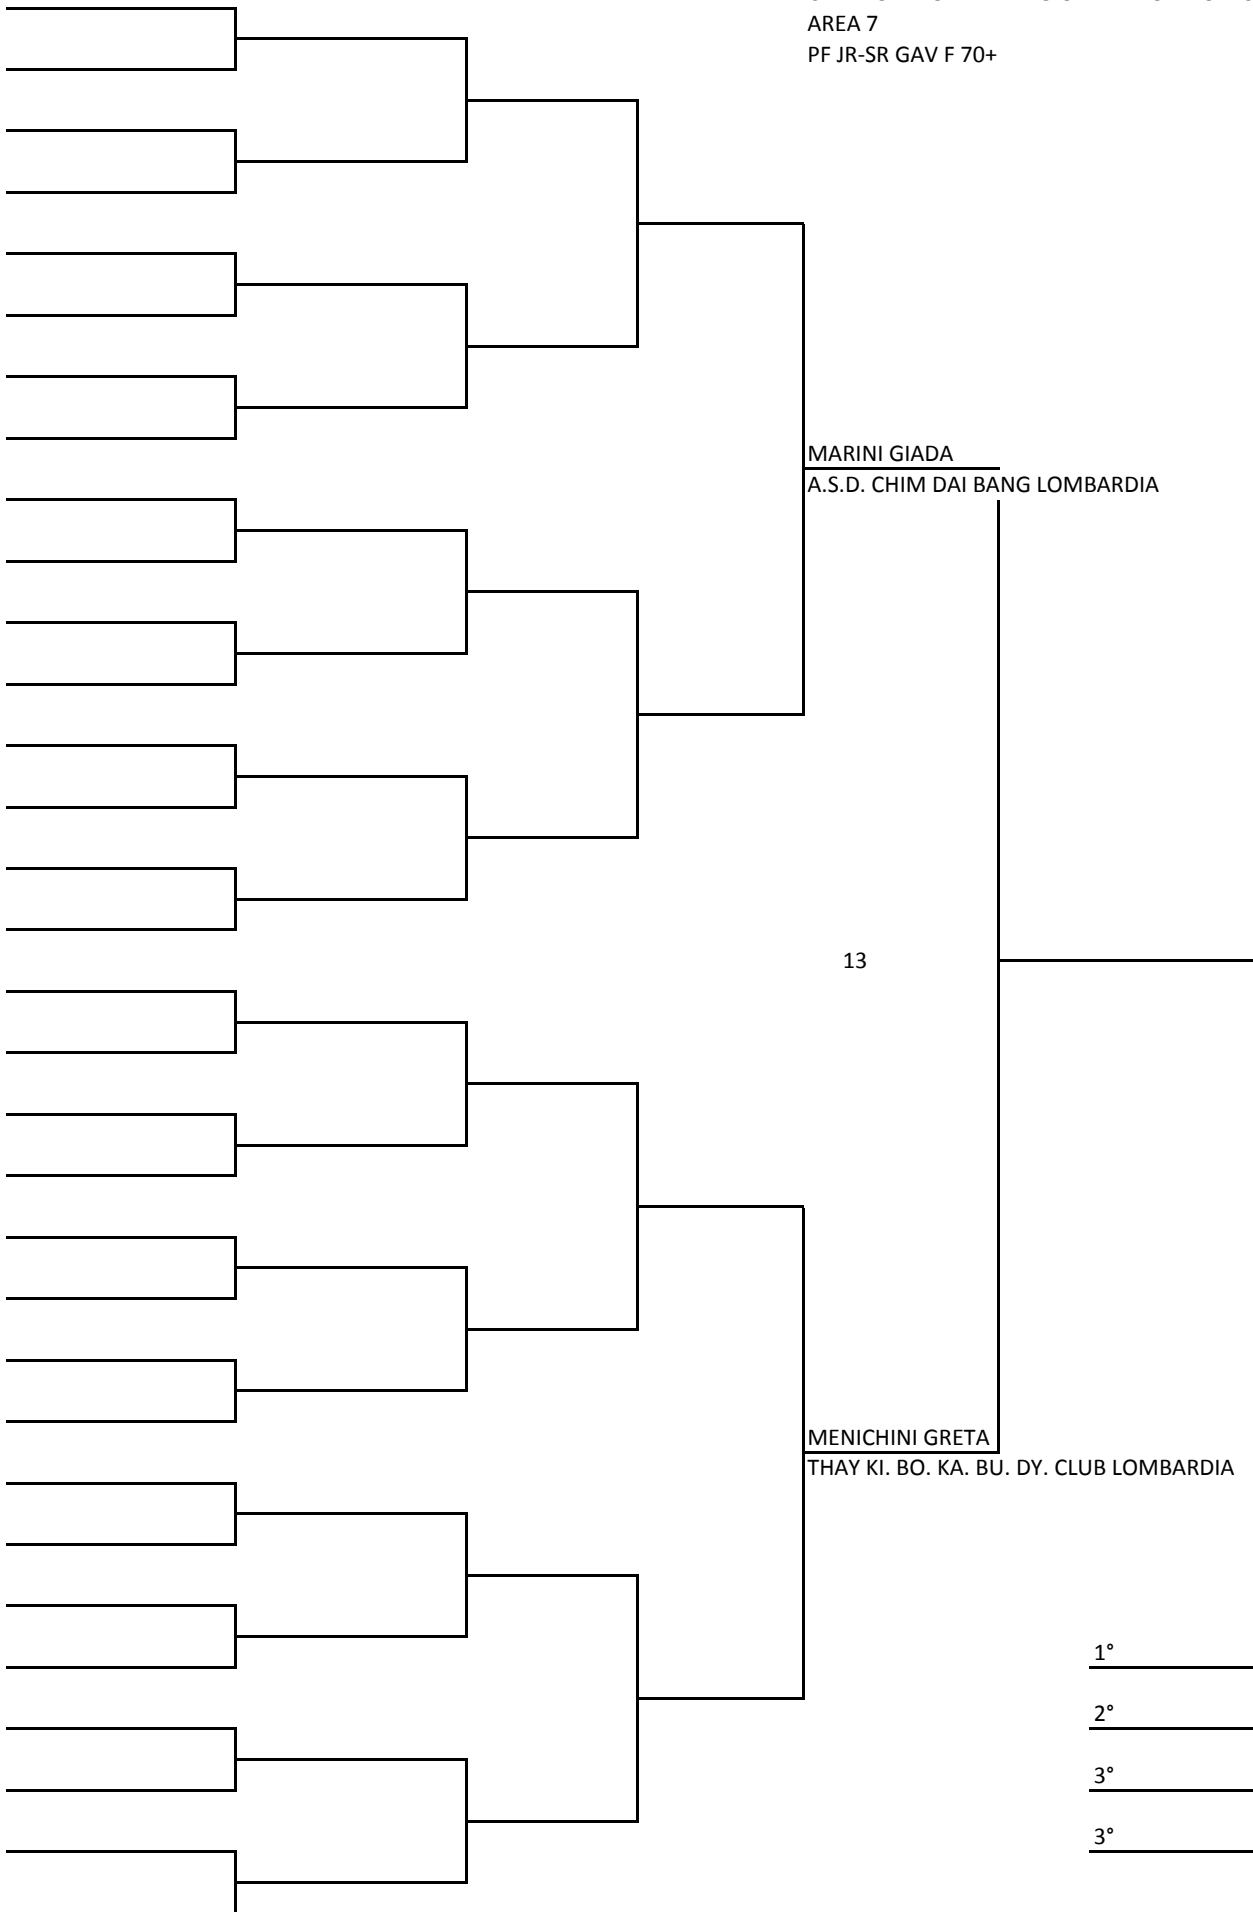 AREA 7
PF JR-SR GAV F 70+
MARINI GIADA
A.S.D. CHIM DAI BANG LOMBARDIA
13
MENICHINI GRETA
THAY KI. BO. KA. BU. DY. CLUB LOMBARDIA
1°
2°
3°
3°